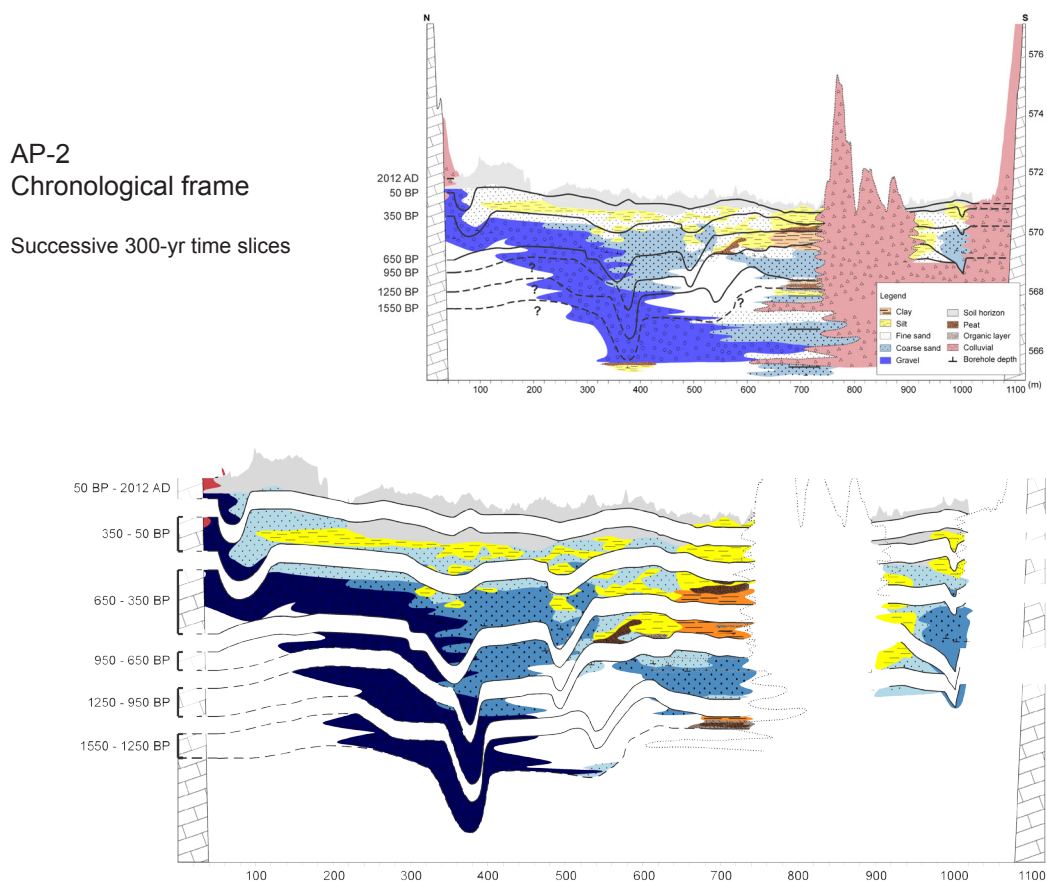 AP-2
Chronological frame
Successive 300-yr time slices
N
S
576
574
572
570
568
566
(m)
2012 AD
50 BP
350 BP
650 BP
950 BP
1250 BP
1550 BP
?
?
?
Legend
Clay
Silt
Fine sand
Coarse sand
Gravel
Soil horizon
Peat
Organic layer
Colluvial
Borehole depth
100 200 300 400 500 600 700 800 900 1000 1100
50 BP - 2012 AD
350 - 50 BP
650 - 350 BP
950 - 650 BP
1250 - 950 BP
1550 - 1250 BP
100 200 300 400 500 600 700 800 900 1000 1100